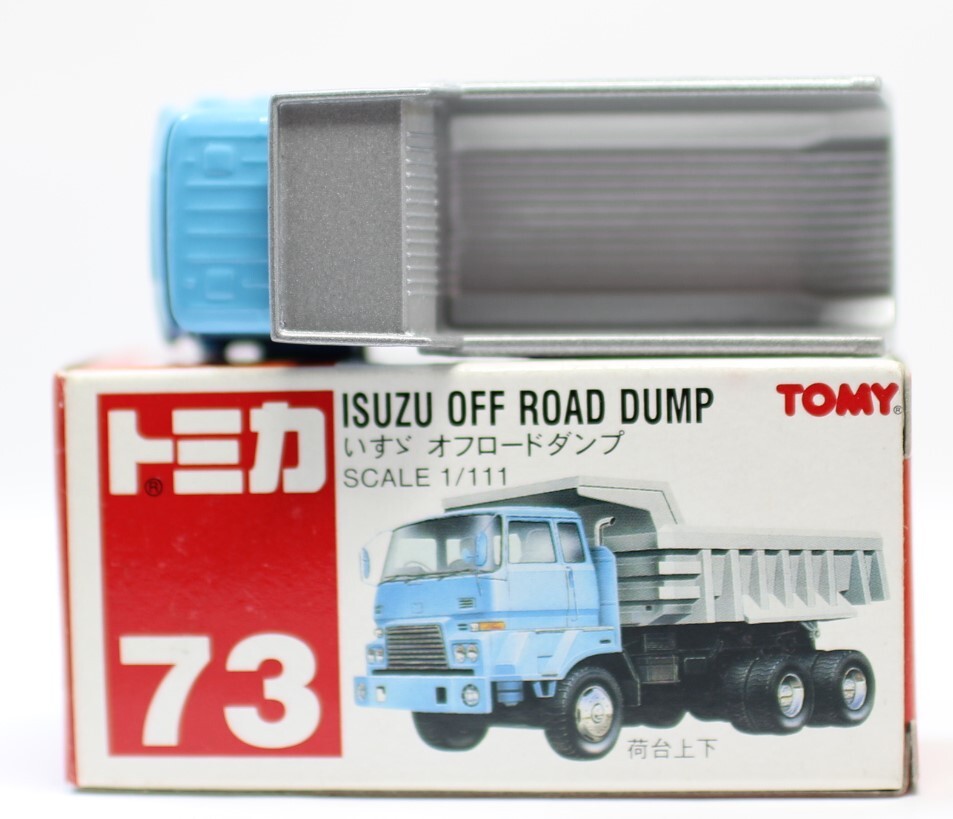 トミカ®
73
ISUZU OFF ROAD DUMP
いすゞ オフロードダンプ
SCALE 1/111
TOMY®
荷台上下